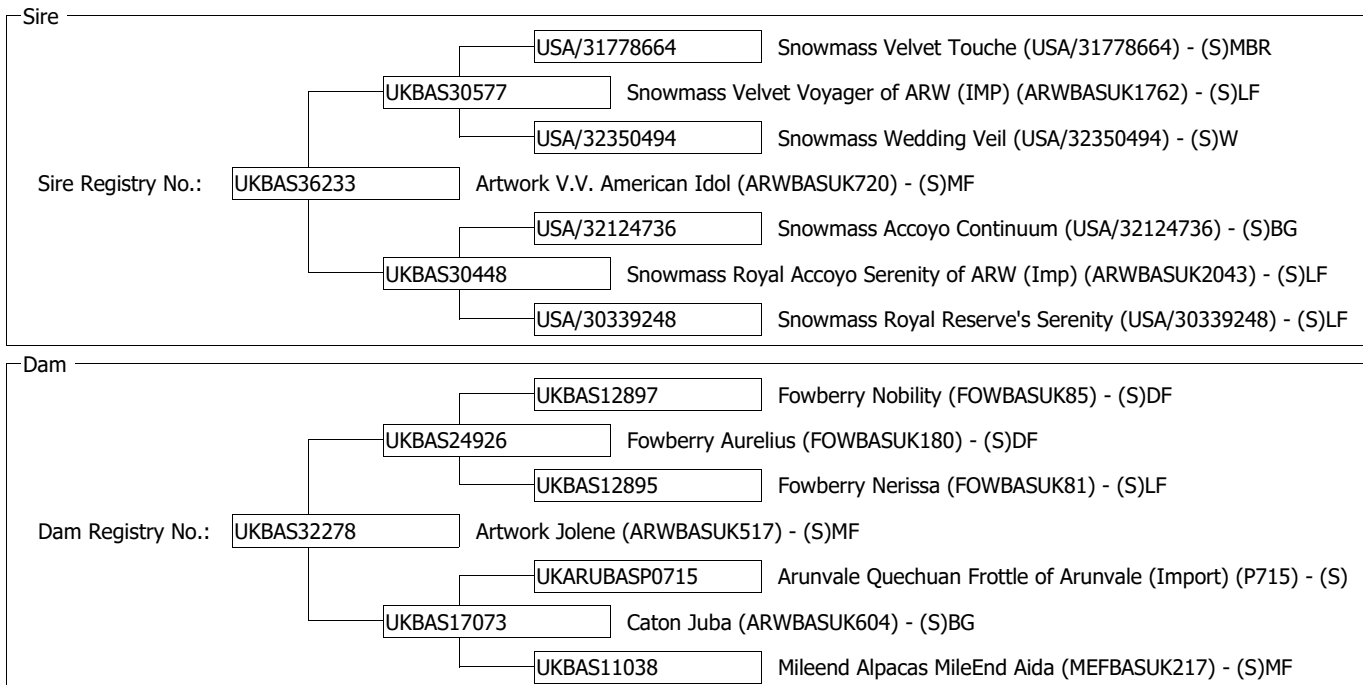 Sire
USA/31778664 Snowmass Velvet Touche (USA/31778664) - (S)MBR
UKBAS30577 Snowmass Velvet Voyager of ARW (IMP) (ARWBASUK1762) - (S)LF
USA/32350494 Snowmass Wedding Veil (USA/32350494) - (S)W
Sire Registry No.: UKBAS36233 Artwork V.V. American Idol (ARWBASUK720) - (S)MF
USA/32124736 Snowmass Accoyo Continuum (USA/32124736) - (S)BG
UKBAS30448 Snowmass Royal Accoyo Serenity of ARW (Imp) (ARWBASUK2043) - (S)LF
USA/30339248 Snowmass Royal Reserve's Serenity (USA/30339248) - (S)LF
Dam
UKBAS12897 Fowberry Nobility (FOWBASUK85) - (S)DF
UKBAS24926 Fowberry Aurelius (FOWBASUK180) - (S)DF
UKBAS12895 Fowberry Nerissa (FOWBASUK81) - (S)LF
Dam Registry No.: UKBAS32278 Artwork Jolene (ARWBASUK517) - (S)MF
UKARUBASP0715 Arunvale Quechuan Frottle of Arunvale (Import) (P715) - (S)
UKBAS17073 Caton Juba (ARWBASUK604) - (S)BG
UKBAS11038 Mileend Alpacas MileEnd Aida (MEFBASUK217) - (S)MF